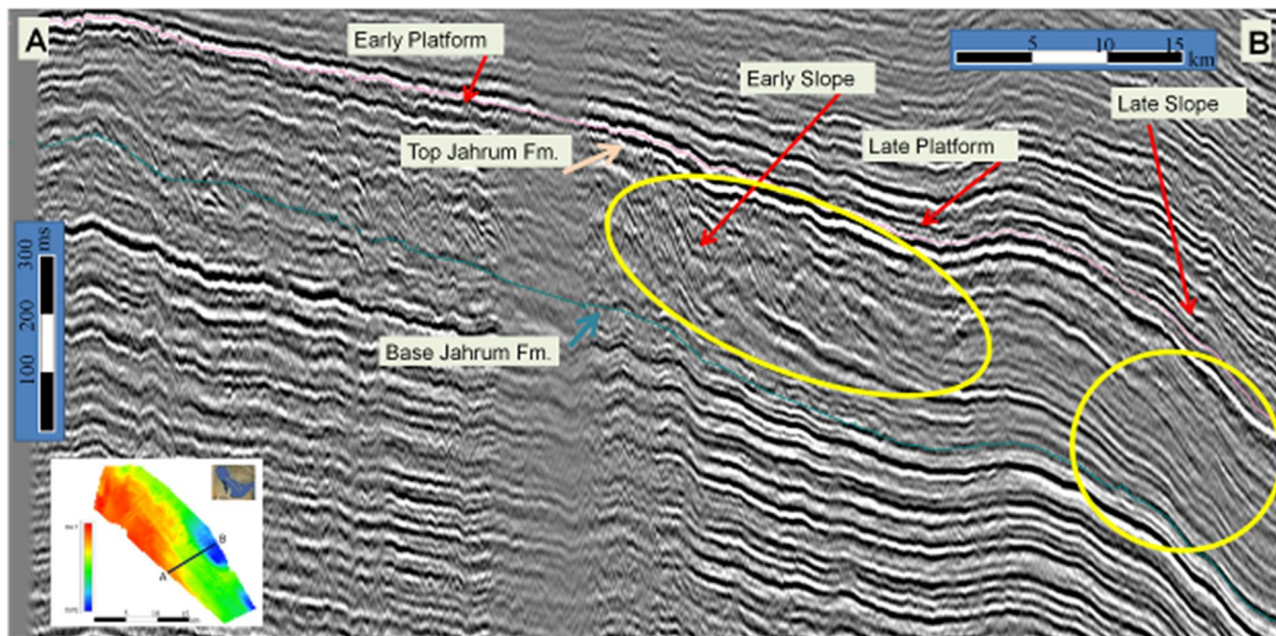 A
Early Platform
5 10 15
km
B
Early Slope
Late Slope
Top Jahrum Fm.
Late Platform
300
ms
200
100
Base Jahrum Fm.
B
A